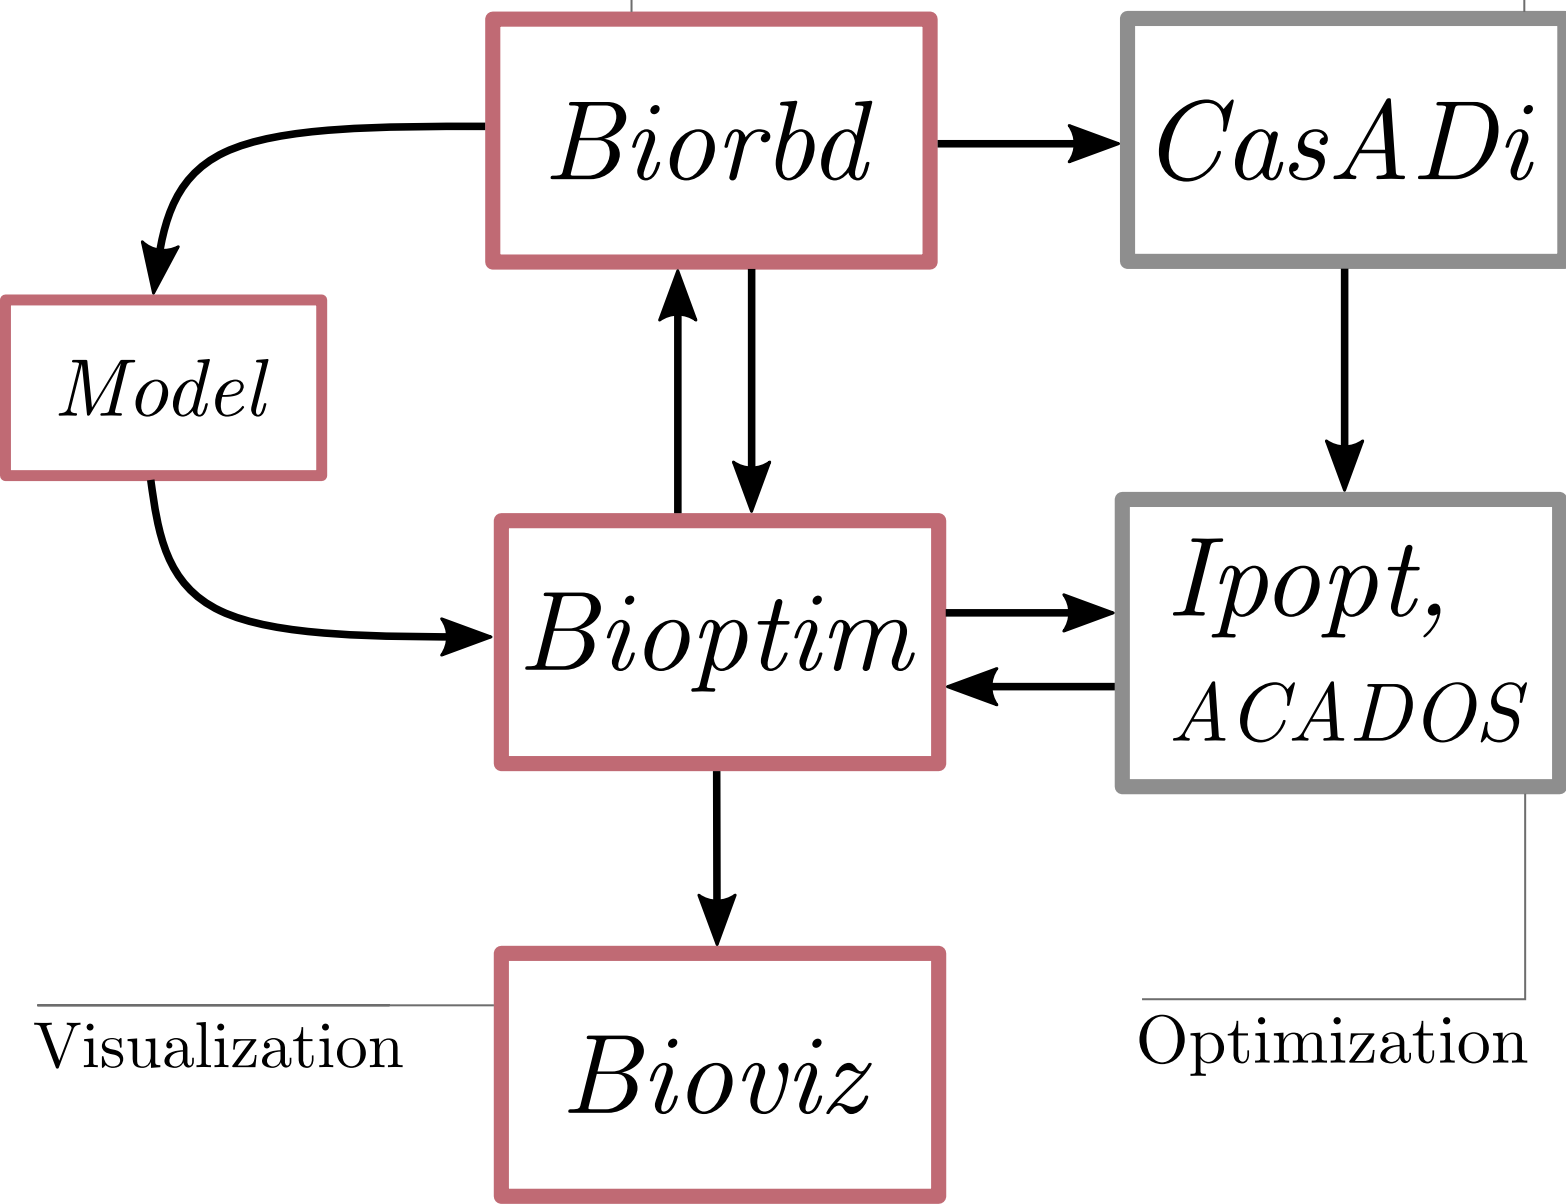 Biorbd
CasADi
Model
Bioptim
Ipopt,
ACADOS
Visualization
Bioviz
Optimization